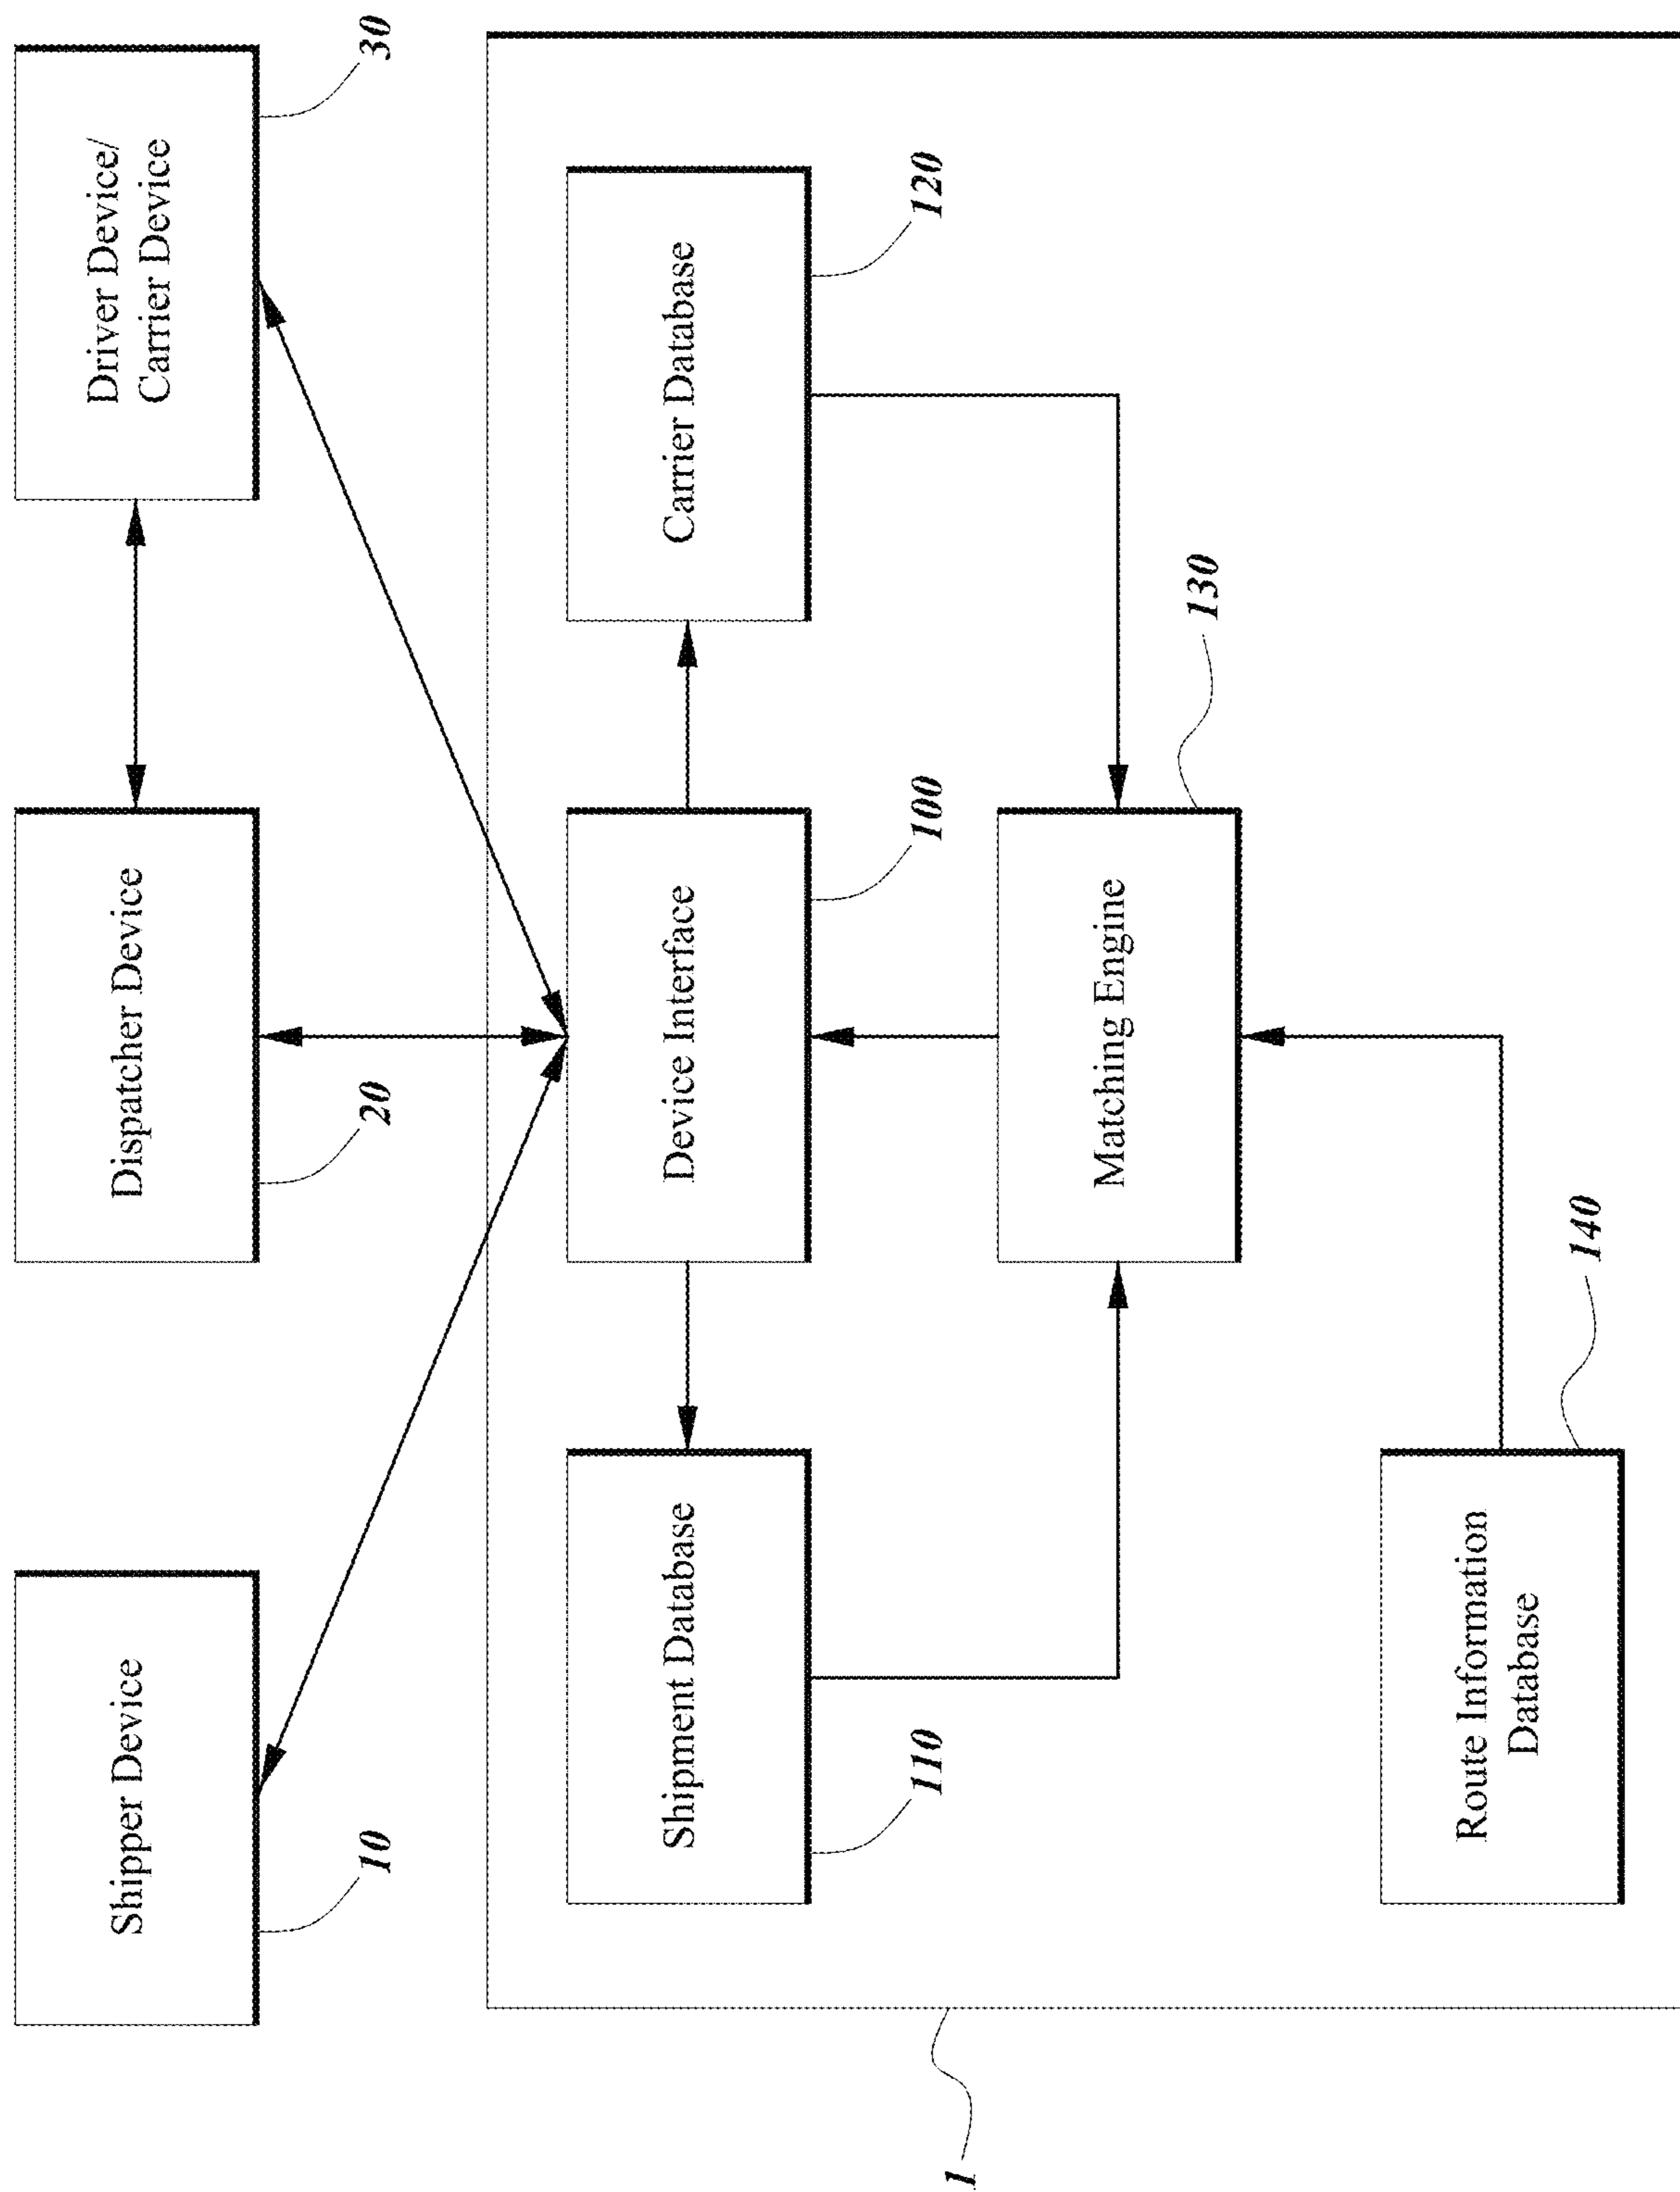 Shipper Device
10
Dispatcher Device
20
Driver Device/
Carrier Device
30
Shipment Database
110
Device Interface
100
Carrier Database
120
Matching Engine
130
Route Information
Database
140
1